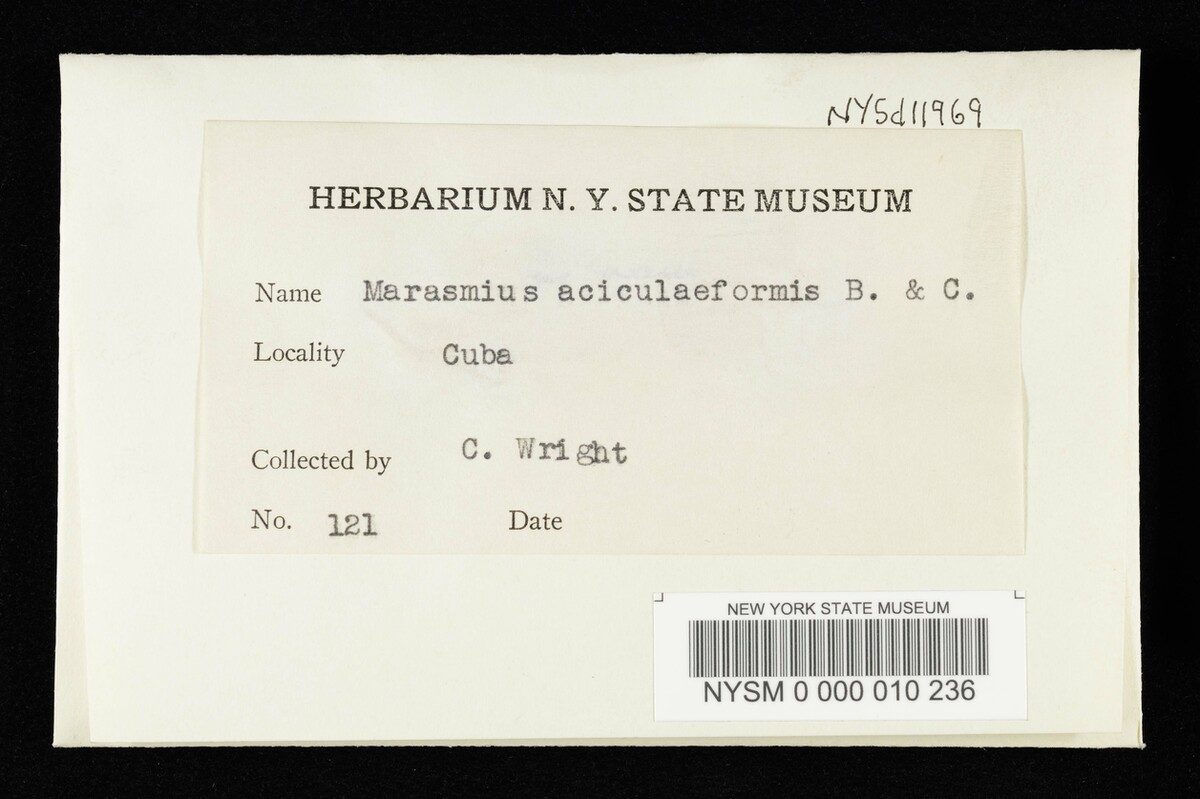 NYSd11969
HERBARIUM N. Y. STATE MUSEUM
Name Marasmius aciculaeformis B. & C.
Locality Cuba
Collected by C. Wright
No. 121 Date
NEW YORK STATE MUSEUM
NYSM 0 000 010 236